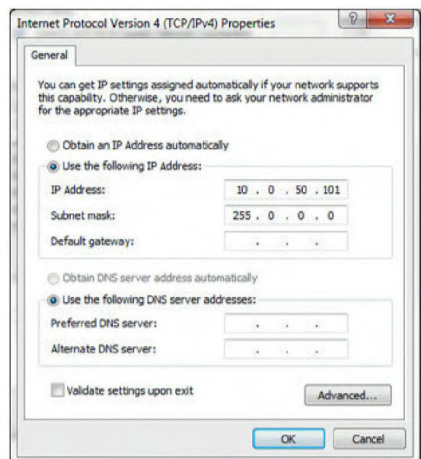 Internet Protocol Version 4 (TCP/IPv4) Properties
?
X
General
You can get IP settings assigned automatically if your network supports
this capability. Otherwise, you need to ask your network administrator
for the appropriate IP settings.
Obtain an IP Address automatically
Use the following IP Address:
IP Address: 10 . 0 . 50 . 101
Subnet mask: 255 . 0 . 0 . 0
Default gateway: . . .
Obtain DNS server address automatically
Use the following DNS server addresses:
Preferred DNS server: . . .
Alternate DNS server: . . .
Validate settings upon exit
Advanced...
OK Cancel